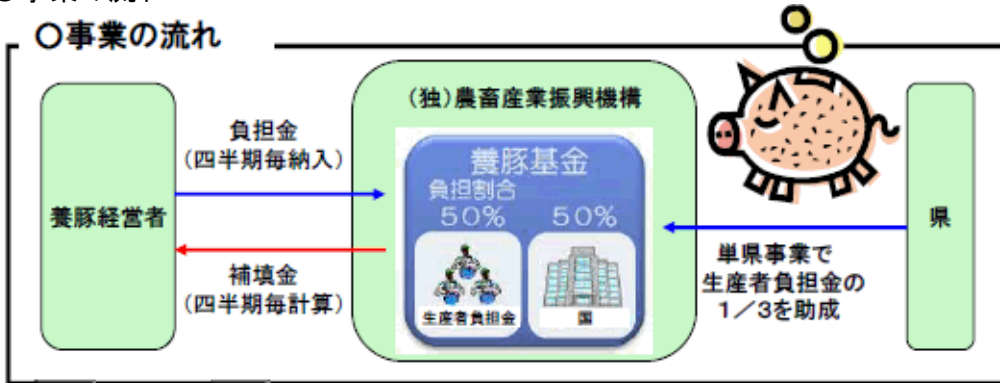 〇事業の流れ
(独)農畜産業振興機構
負担金
(四半期毎納入)
養豚経営者
補填金
(四半期毎計算)
養豚基金
負担割合
50% 50%
生産者負担金
国
県
単県事業で
生産者負担金の
1/3を助成